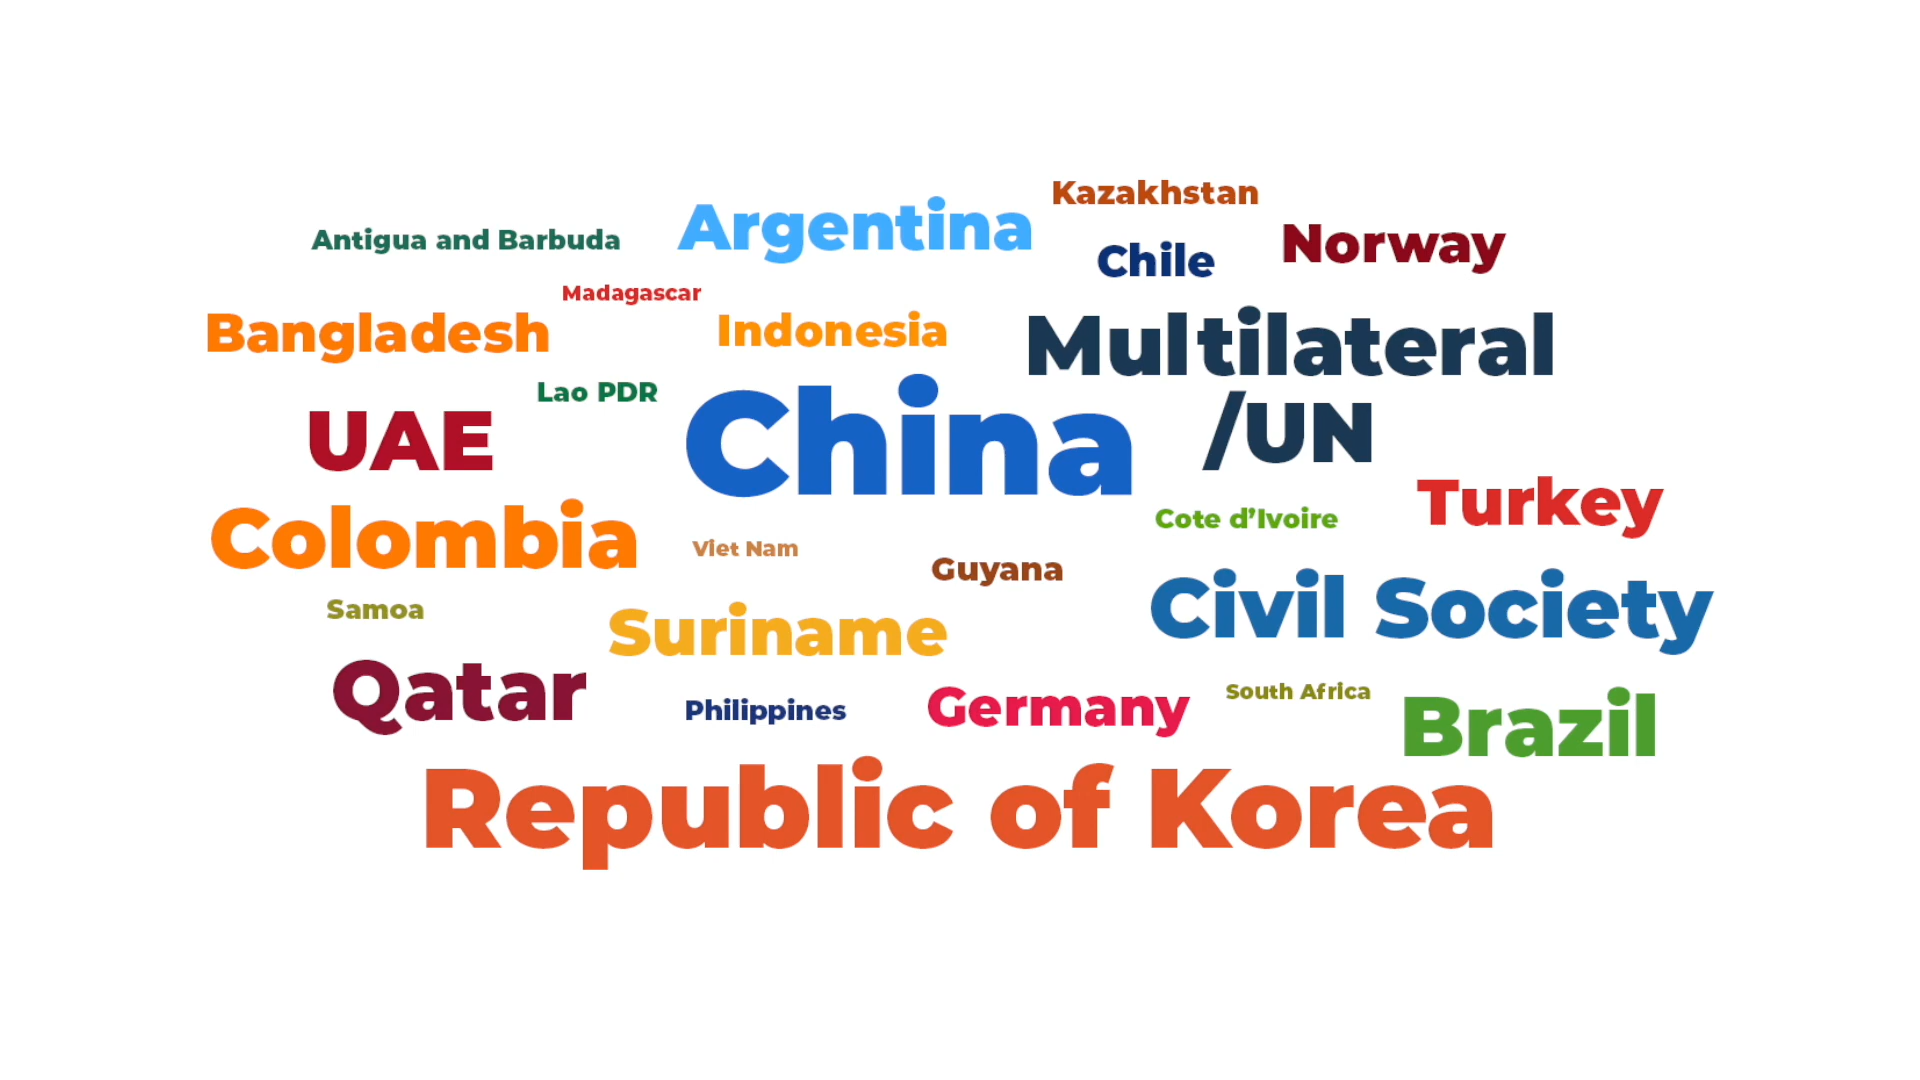 Kazakhstan
Antigua and Barbuda
Argentina
Chile
Norway
Madagascar
Bangladesh
Indonesia
Multilateral
/UN
Lao PDR
UAE
China
Turkey
Cote d’Ivoire
Colombia
Viet Nam
Guyana
Civil Society
Samoa
Suriname
Qatar
Philippines
Germany
South Africa
Brazil
Republic of Korea